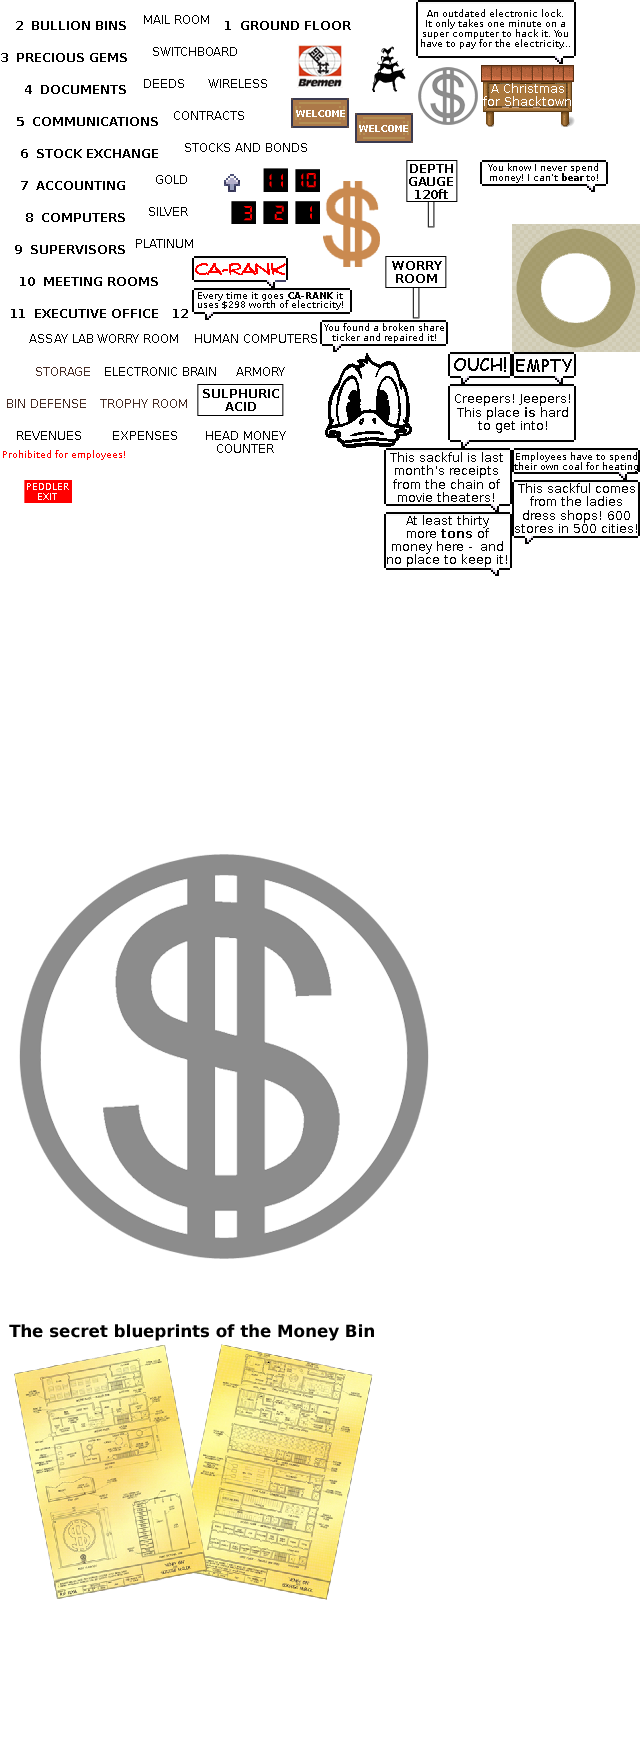 2 BULLION BINS
MAIL ROOM
1 GROUND FLOOR
3 PRECIOUS GEMS
SWITCHBOARD
4 DOCUMENTS
DEEDS
WIRELESS
5 COMMUNICATIONS
CONTRACTS
6 STOCK EXCHANGE
STOCKS AND BONDS
7 ACCOUNTING
GOLD
11 10
8 COMPUTERS
SILVER
3 2 1
9 SUPERVISORS
PLATINUM
10 MEETING ROOMS
11 EXECUTIVE OFFICE 12
Bremen
WELCOME
WELCOME
An outdated electronic lock.
It only takes one minute on a
super computer to hack it. You
have to pay for the electricity...
A Christmas
for Shacktown
DEPTH
GAUGE
120ft
You know I never spend
money! I can't bear to!
CA-RANK
Every time it goes CA-RANK it
uses $298 worth of electricity!
WORRY
ROOM
You found a broken share
ticker and repaired it!
ASSAY LAB WORRY ROOM
HUMAN COMPUTERS
STORAGE
ELECTRONIC BRAIN
ARMORY
BIN DEFENSE
TROPHY ROOM
SULPHURIC
ACID
REVENUES
EXPENSES
HEAD MONEY
COUNTER
Prohibited for employees!
PEDDLER
EXIT
OUCH!
EMPTY
Creepers! Jeepers!
This place is hard
to get into!
This sackful is last
month's receipts
from the chain of
movie theaters!
Employees have to spend
their own coal for heating
This sackful comes
from the ladies
dress shops! 600
stores in 500 cities!
At least thirty
more tons of
money here - and
no place to keep it!
The secret blueprints of the Money Bin